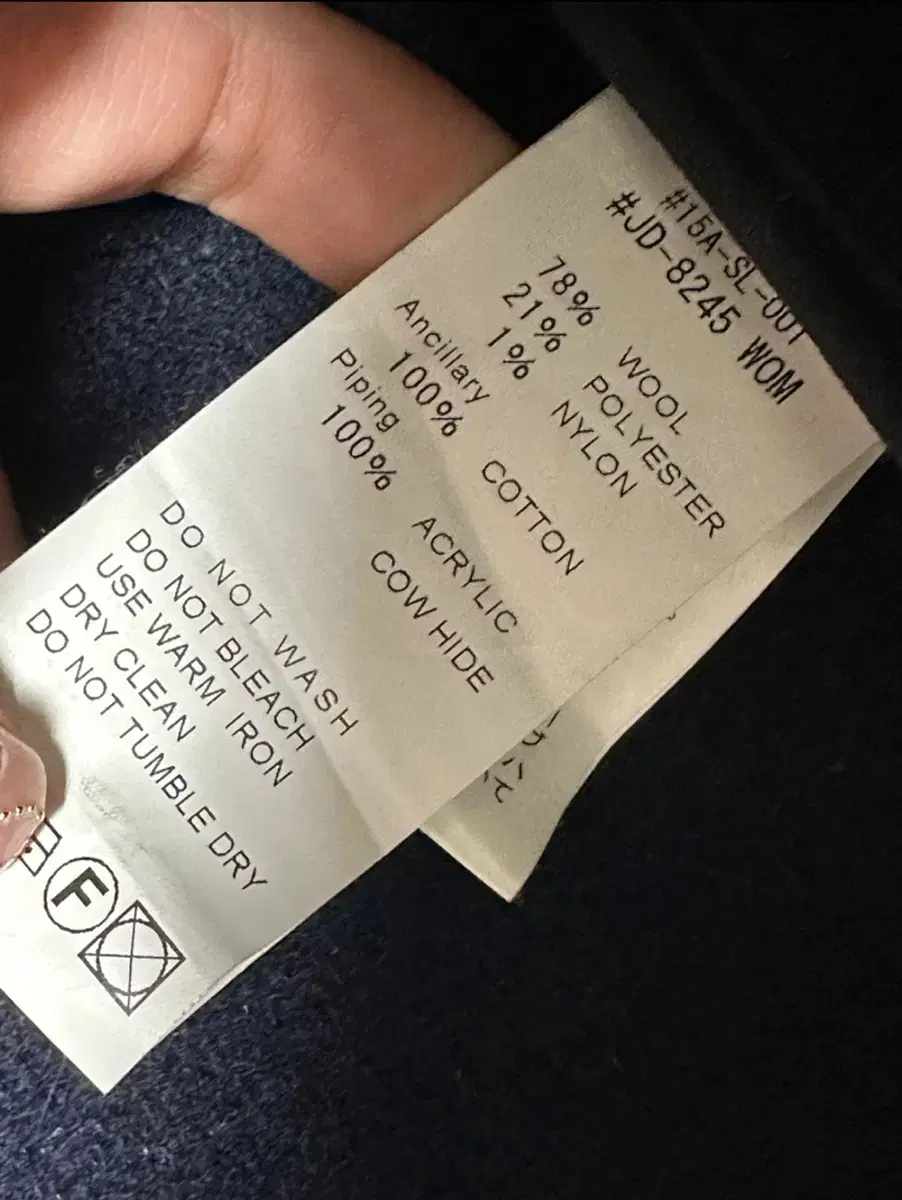 #15A-SL-001
#JD-8245 WOM
78% WOOL
21% POLYESTER
1% NYLON
Ancillary
100% COTTON
Piping
100% ACRYLIC
COW HIDE
DO NOT WASH
DO NOT BLEACH
USE WARM IRON
DRY CLEAN
DO NOT TUMBLE DRY
F